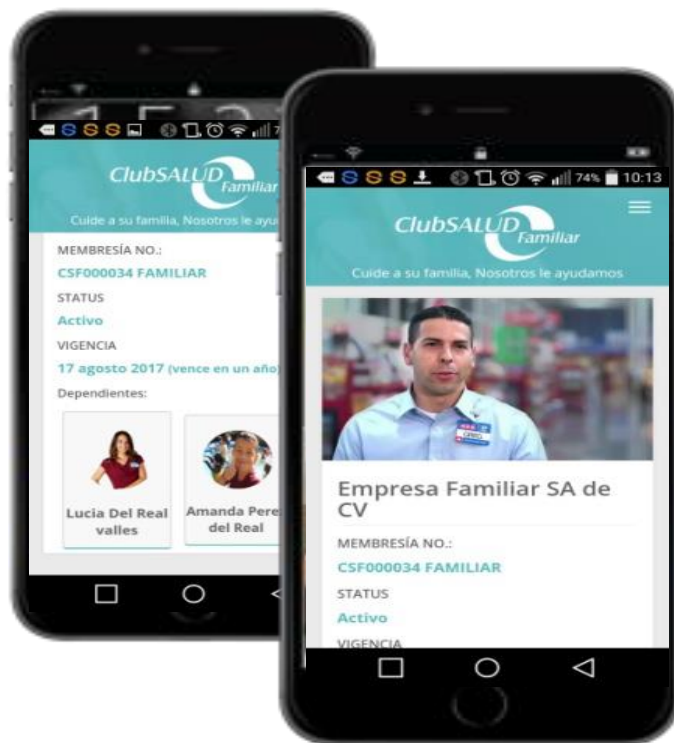 ClubSALUD
Familiar
Cuide a su familia, Nosotros le
MEMBRESÍA NO.:
CSF000034 FAMILIAR
STATUS
Activo
VIGENCIA
17 agosto 2017 (vence en un año)
Dependientes:
Lucia Del Real
valles
Amanda Perez
del Real
74% 10:13
ClubSALUD
Familiar
Cuide a su familia, Nosotros le ayudamos
GREG
Empresa Familiar SA de
CV
MEMBRESÍA NO.:
CSF000034 FAMILIAR
STATUS
Activo
VIGENCIA